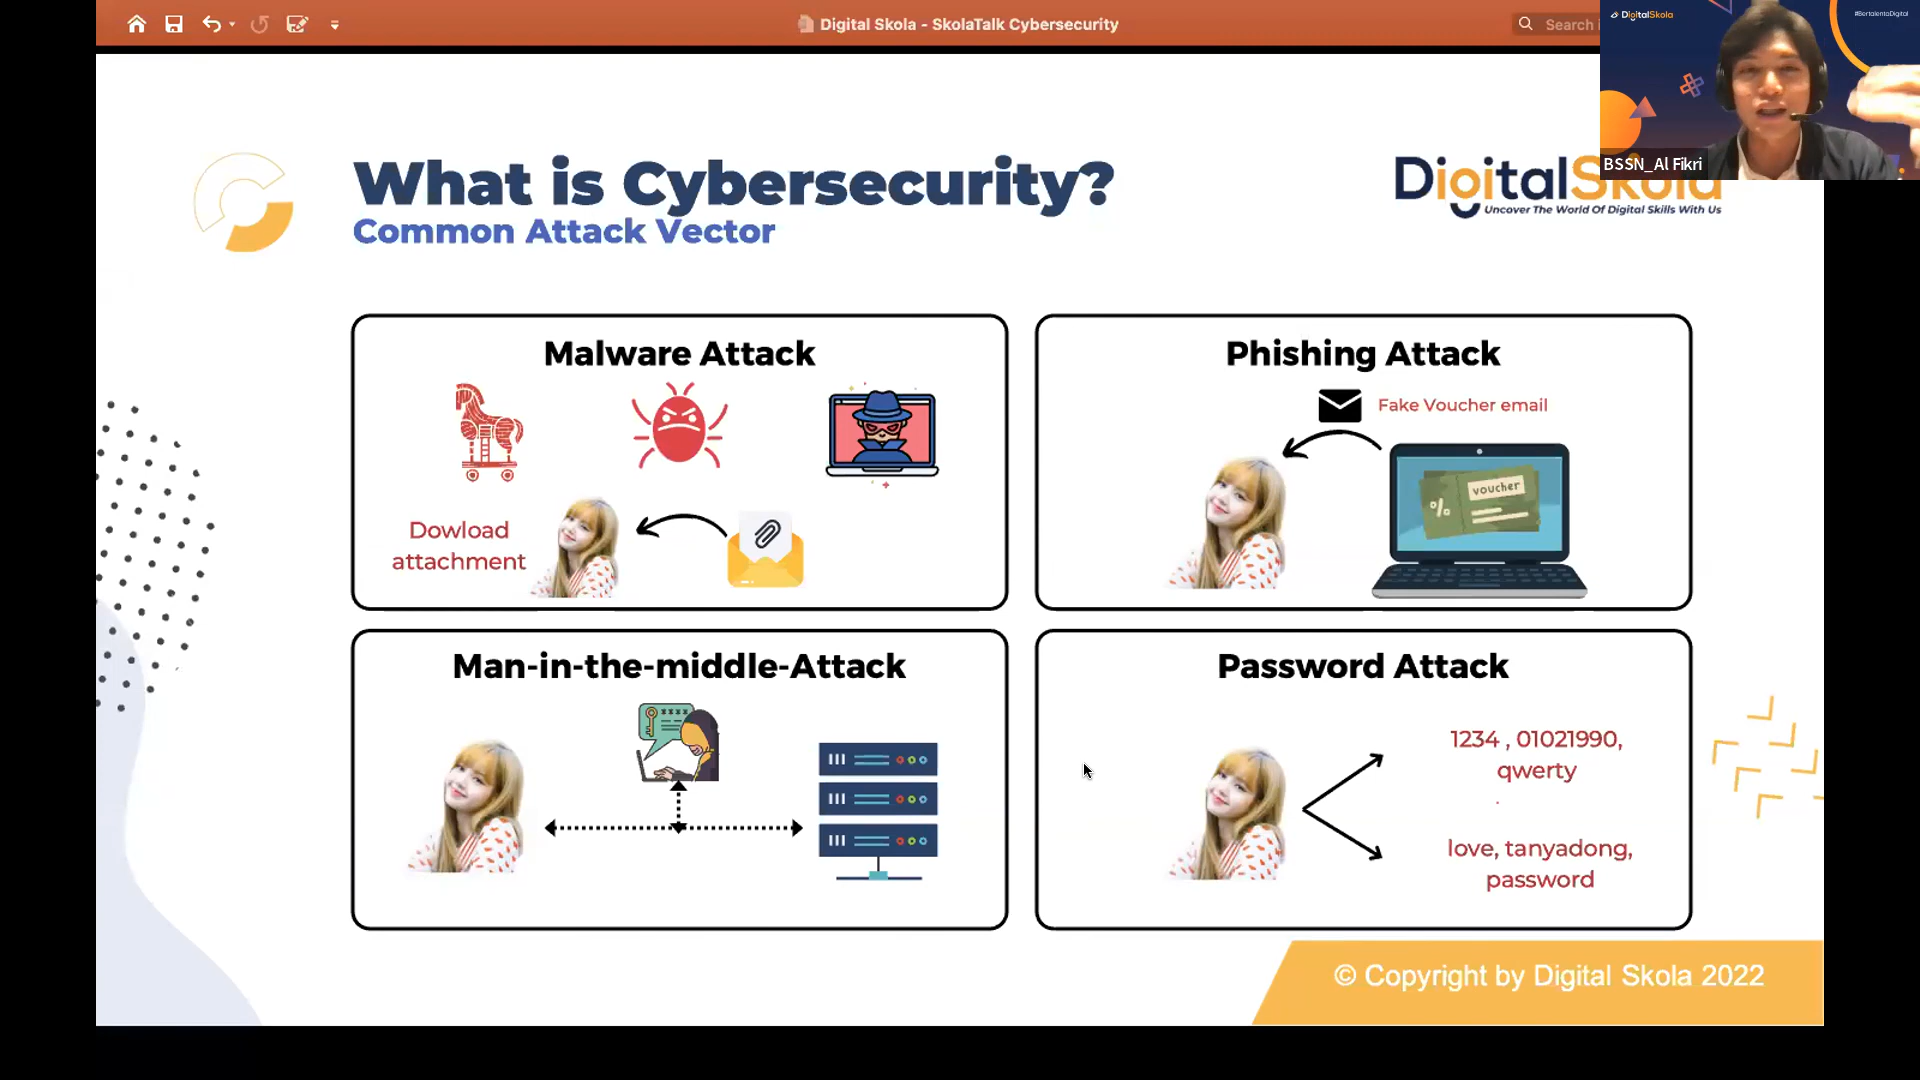 Digital Skola - SkolaTalk Cybersecurity
Search i
DigitalSkola
#BertalentaDigital
BSSN_Al Fikri
What is Cybersecurity?
Common Attack Vector
DigitalSkola
Uncover The World Of Digital Skills With Us
Malware Attack
Dowload
attachment
Phishing Attack
Fake Voucher email
voucher
%
Man-in-the-middle-Attack
****
Password Attack
1234 , 01021990,
qwerty
love, tanyadong,
password
© Copyright by Digital Skola 2022